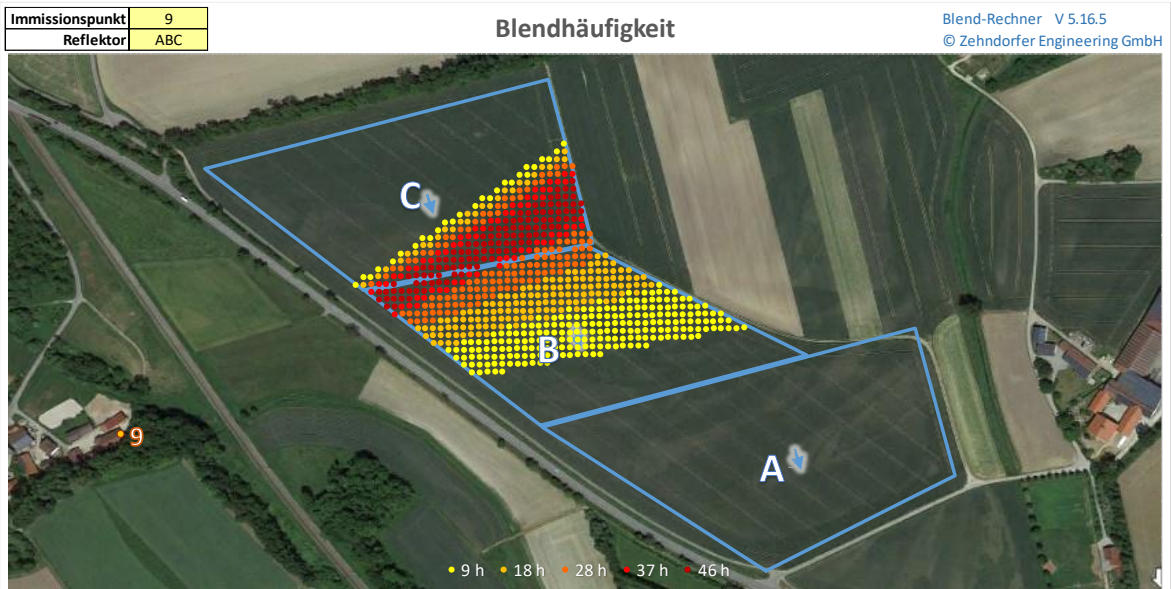 Immissionspunkt 9
Reflektor ABC
Blendhäufigkeit
Blend-Rechner V 5.16.5
© Zehndorfer Engineering GmbH
C
B
9
A
9 h 18 h 28 h 37 h 46 h